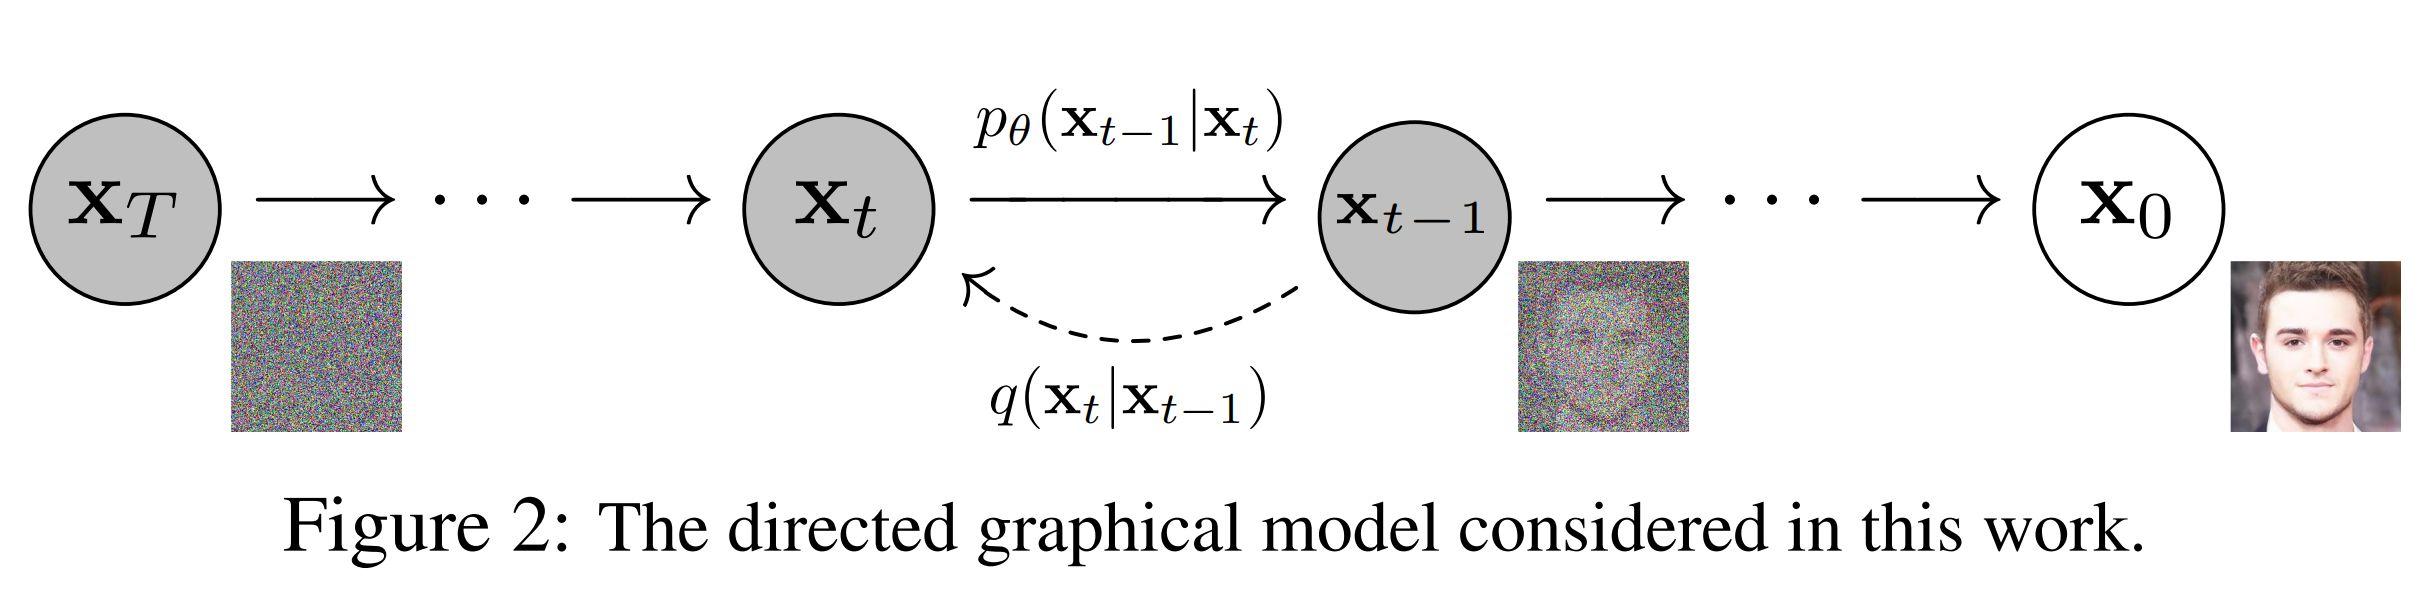 p_θ(x_{t−1}|x_t)
x_T → · · · → x_t → x_{t−1} → · · · → x_0
q(x_t|x_{t−1})
Figure 2: The directed graphical model considered in this work.